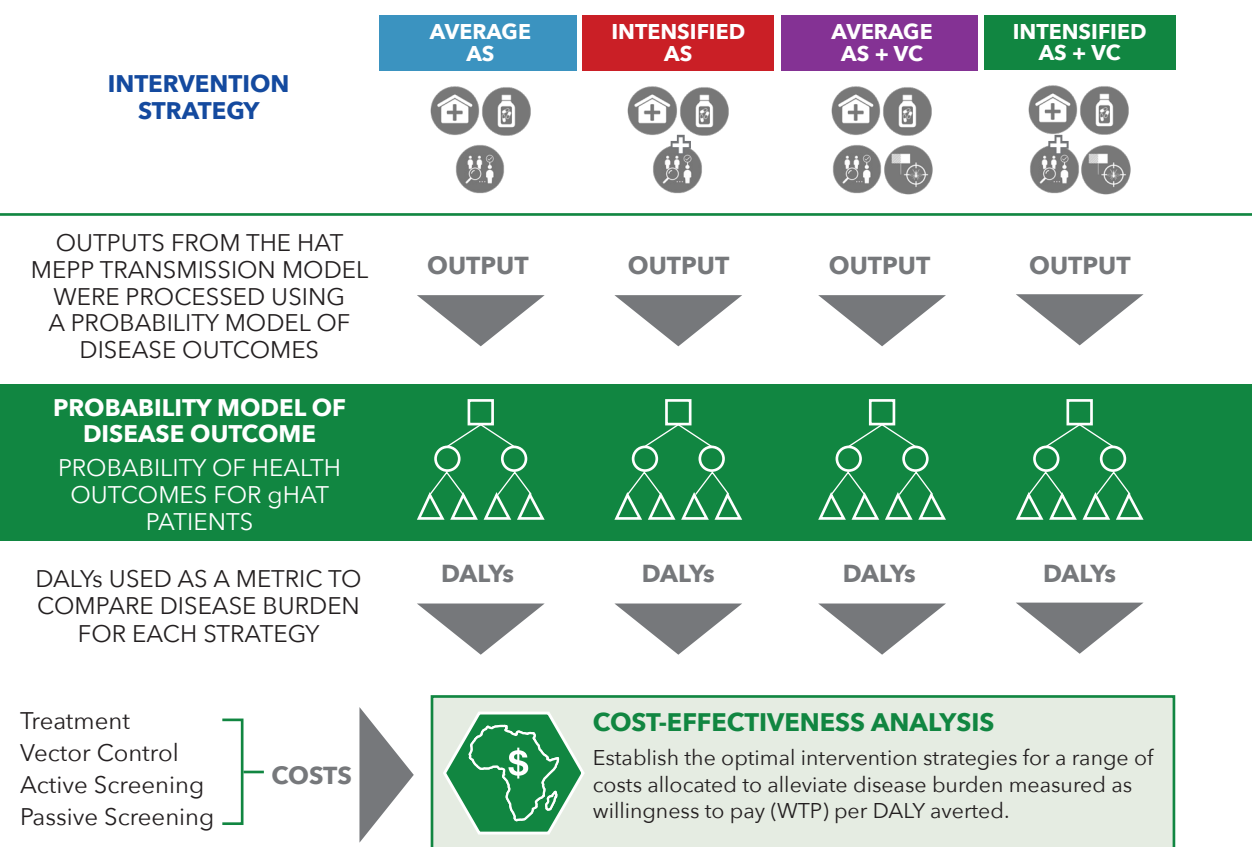 AVERAGE
AS
INTENSIFIED
AS
AVERAGE
AS + VC
INTENSIFIED
AS + VC
INTERVENTION
STRATEGY
OUTPUTS FROM THE HAT
MEPP TRANSMISSION MODEL
WERE PROCESSED USING
A PROBABILITY MODEL OF
DISEASE OUTCOMES
OUTPUT
OUTPUT
OUTPUT
OUTPUT
PROBABILITY MODEL OF
DISEASE OUTCOME
PROBABILITY OF HEALTH
OUTCOMES FOR gHAT
PATIENTS
DALYs USED AS A METRIC TO
COMPARE DISEASE BURDEN
FOR EACH STRATEGY
DALYs
DALYs
DALYs
DALYs
Treatment
Vector Control
Active Screening
Passive Screening
COSTS
$
COST-EFFECTIVENESS ANALYSIS
Establish the optimal intervention strategies for a range of
costs allocated to alleviate disease burden measured as
willingness to pay (WTP) per DALY averted.